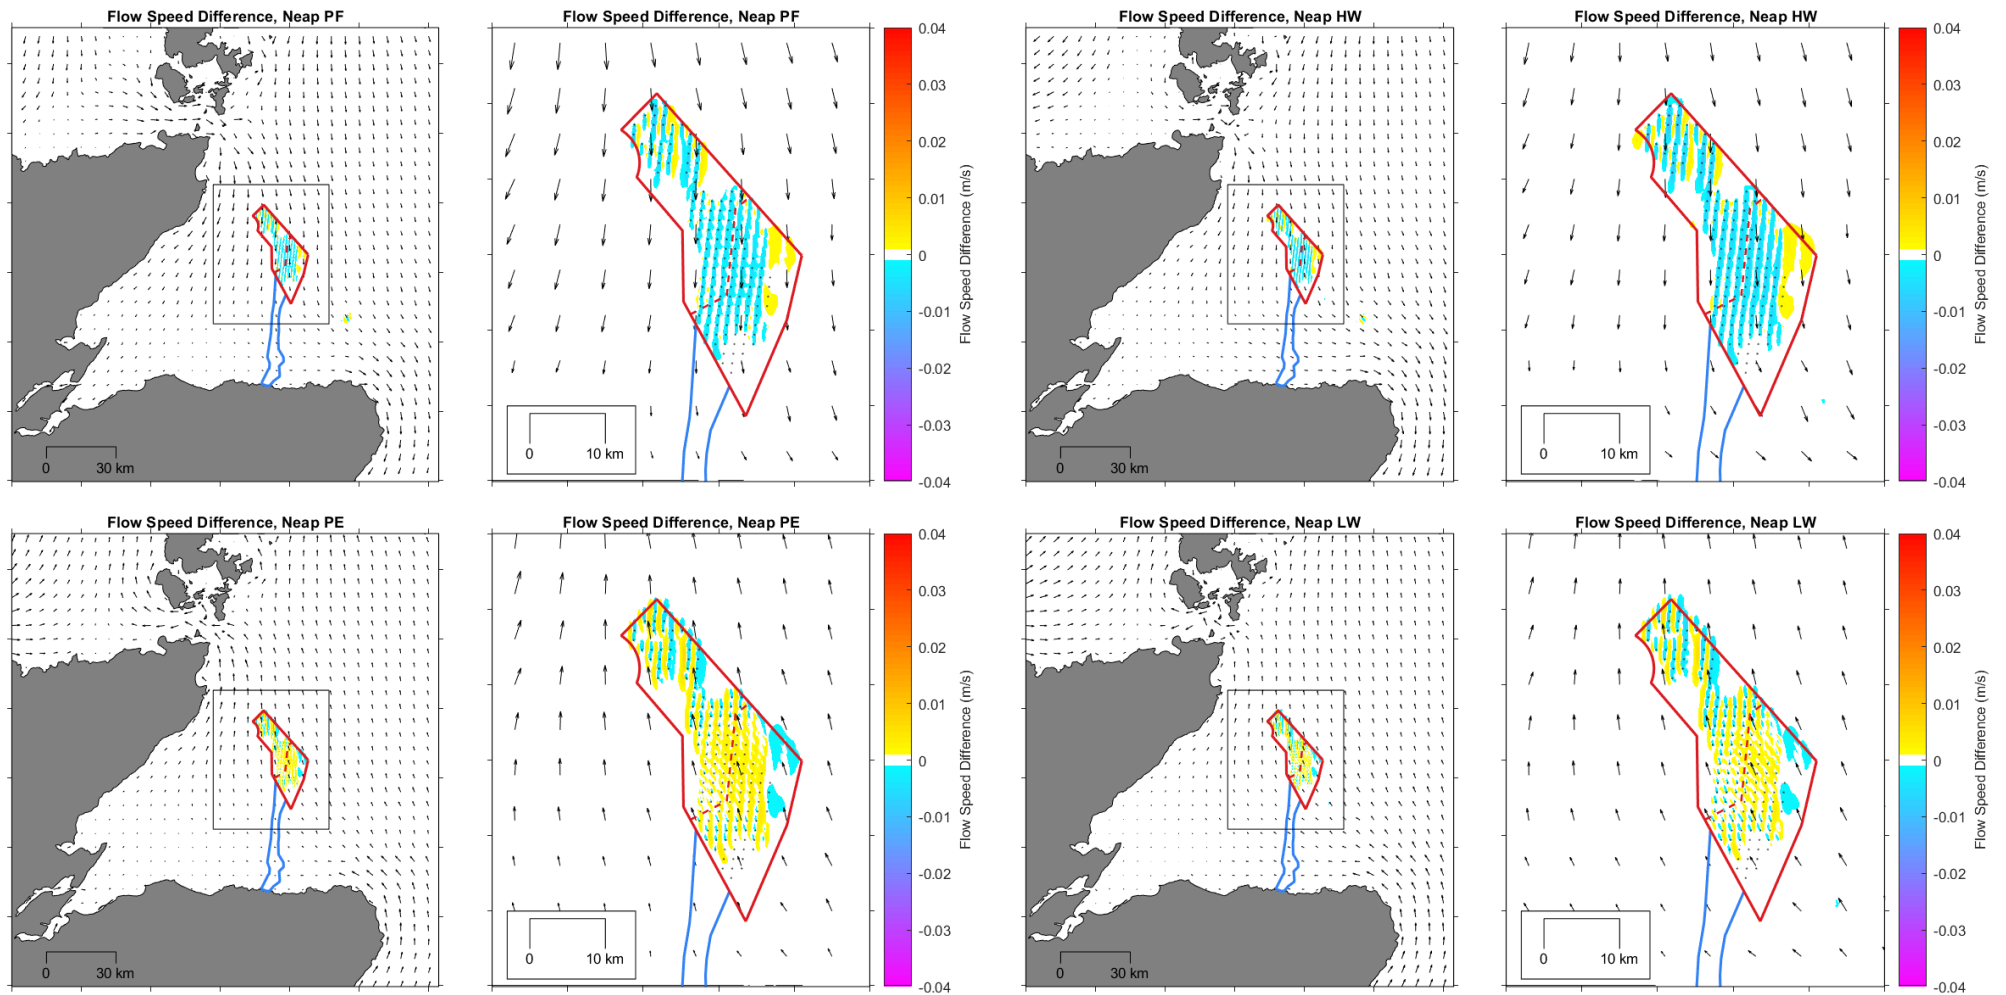 Flow Speed Difference, Neap PF
0 30 km
Flow Speed Difference, Neap PF
0 10 km
0.04
0.03
0.02
0.01
0
-0.01
-0.02
-0.03
-0.04
Flow Speed Difference (m/s)
Flow Speed Difference, Neap HW
0 30 km
Flow Speed Difference, Neap HW
0 10 km
0.04
0.03
0.02
0.01
0
-0.01
-0.02
-0.03
-0.04
Flow Speed Difference (m/s)
Flow Speed Difference, Neap PE
0 30 km
Flow Speed Difference, Neap PE
0 10 km
0.04
0.03
0.02
0.01
0
-0.01
-0.02
-0.03
-0.04
Flow Speed Difference (m/s)
Flow Speed Difference, Neap LW
0 30 km
Flow Speed Difference, Neap LW
0 10 km
0.04
0.03
0.02
0.01
0
-0.01
-0.02
-0.03
-0.04
Flow Speed Difference (m/s)